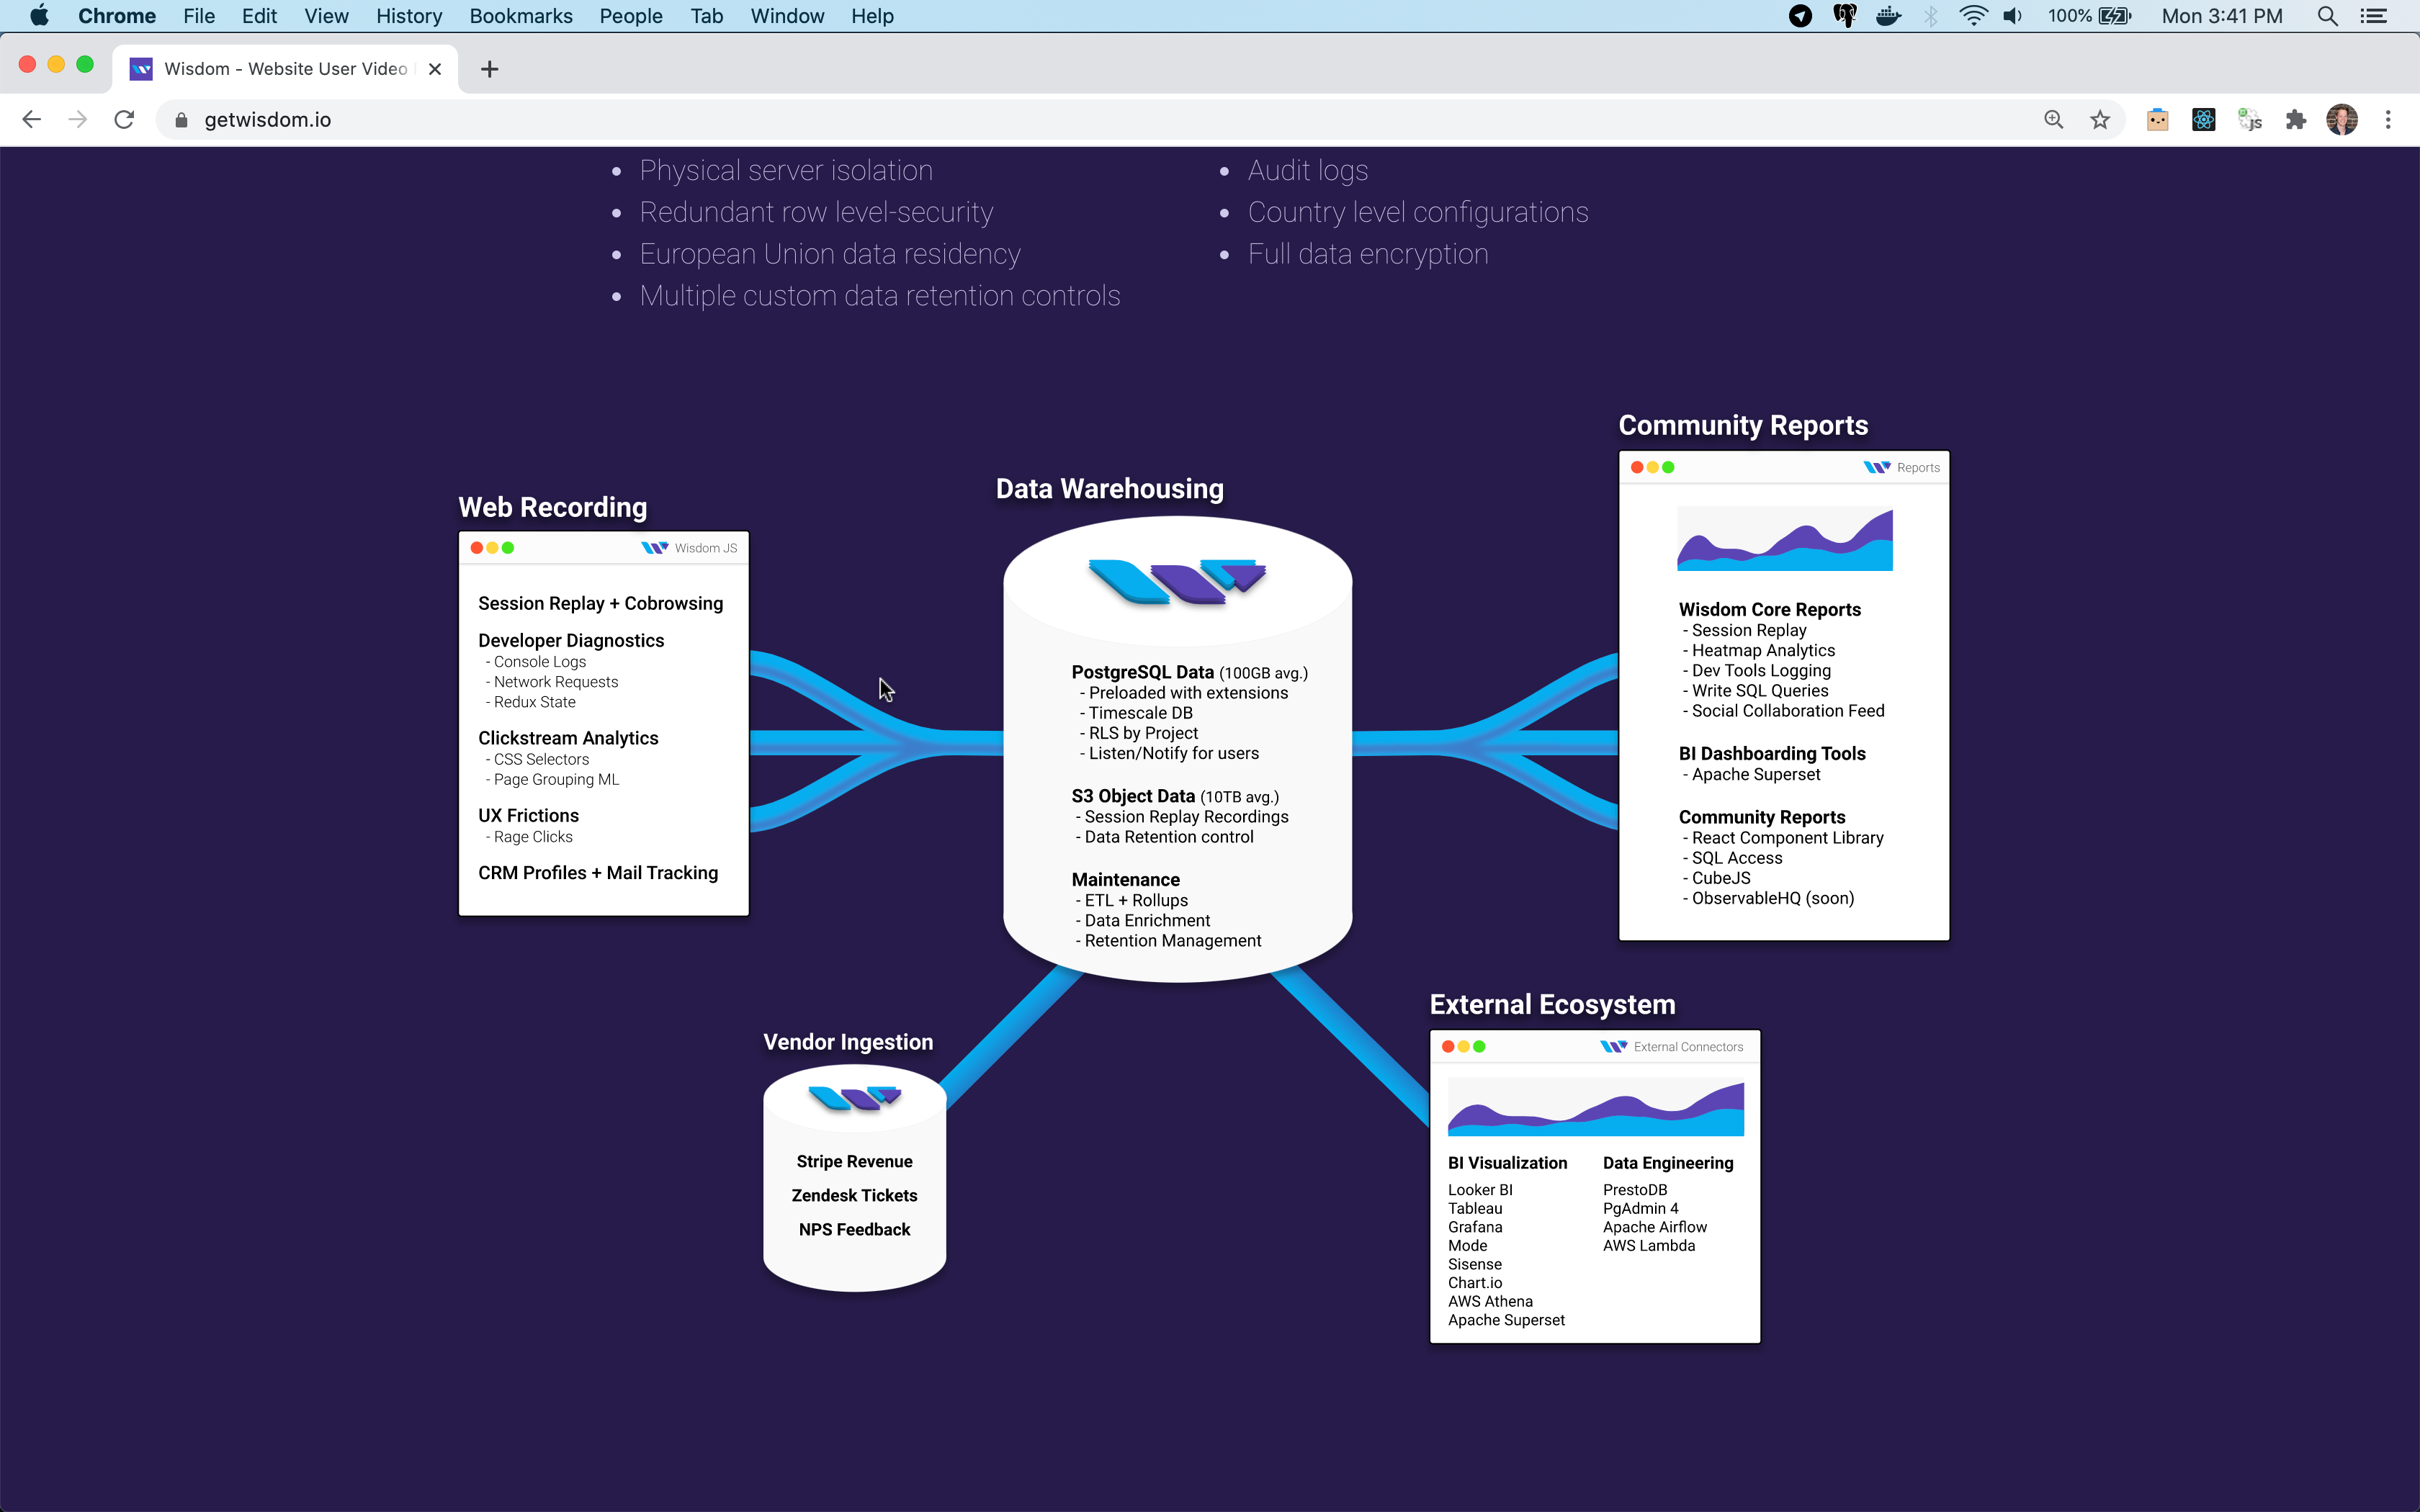 Chrome File Edit View History Bookmarks People Tab Window Help 100% Mon 3:41 PM
Wisdom - Website User Video
getwisdom.io
• Physical server isolation
• Redundant row level-security
• European Union data residency
• Multiple custom data retention controls
• Audit logs
• Country level configurations
• Full data encryption
Web Recording
Wisdom JS
Session Replay + Cobrowsing
Developer Diagnostics
- Console Logs
- Network Requests
- Redux State
Clickstream Analytics
- CSS Selectors
- Page Grouping ML
UX Frictions
- Rage Clicks
CRM Profiles + Mail Tracking
Data Warehousing
PostgreSQL Data (100GB avg.)
- Preloaded with extensions
- Timescale DB
- RLS by Project
- Listen/Notify for users
S3 Object Data (10TB avg.)
- Session Replay Recordings
- Data Retention control
Maintenance
- ETL + Rollups
- Data Enrichment
- Retention Management
Community Reports
Reports
Wisdom Core Reports
- Session Replay
- Heatmap Analytics
- Dev Tools Logging
- Write SQL Queries
- Social Collaboration Feed
BI Dashboarding Tools
- Apache Superset
Community Reports
- React Component Library
- SQL Access
- CubeJS
- ObservableHQ (soon)
Vendor Ingestion
Stripe Revenue
Zendesk Tickets
NPS Feedback
External Ecosystem
External Connectors
BI Visualization
Looker BI
Tableau
Grafana
Mode
Sisense
Chart.io
AWS Athena
Apache Superset
Data Engineering
PrestoDB
PgAdmin 4
Apache Airflow
AWS Lambda